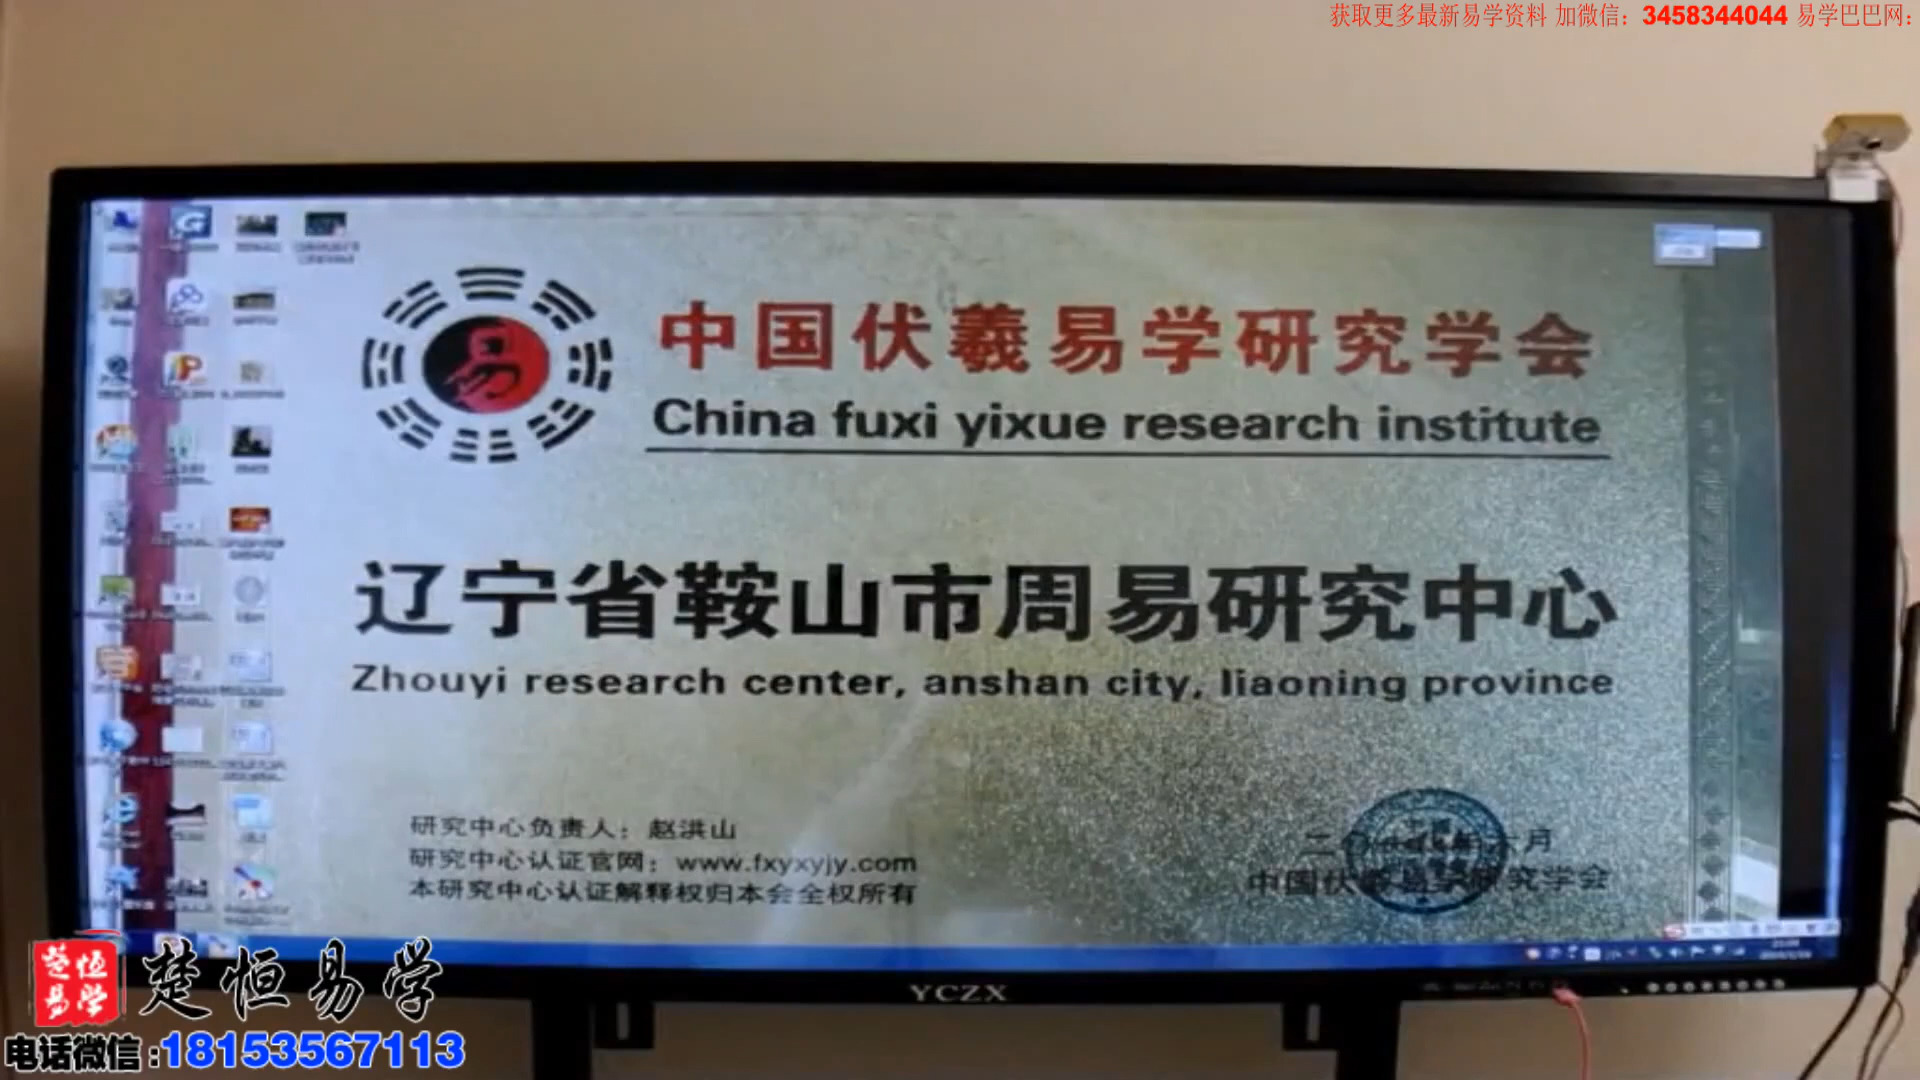 获取更多最新易学资料 加微信：3458344044 易学巴巴网：
易
中国伏羲易学研究学会
China fuxi yixue research institute
辽宁省鞍山市周易研究中心
Zhouyi research center, anshan city, liaoning province
研究中心负责人：赵洪山
研究中心认证官网：www.fxyxyjy.com
本研究中心认证解释权归本会全权所有
中国伏羲易学研究学会
YCZX
楚恒易学
楚恒易学
电话微信:18153567113